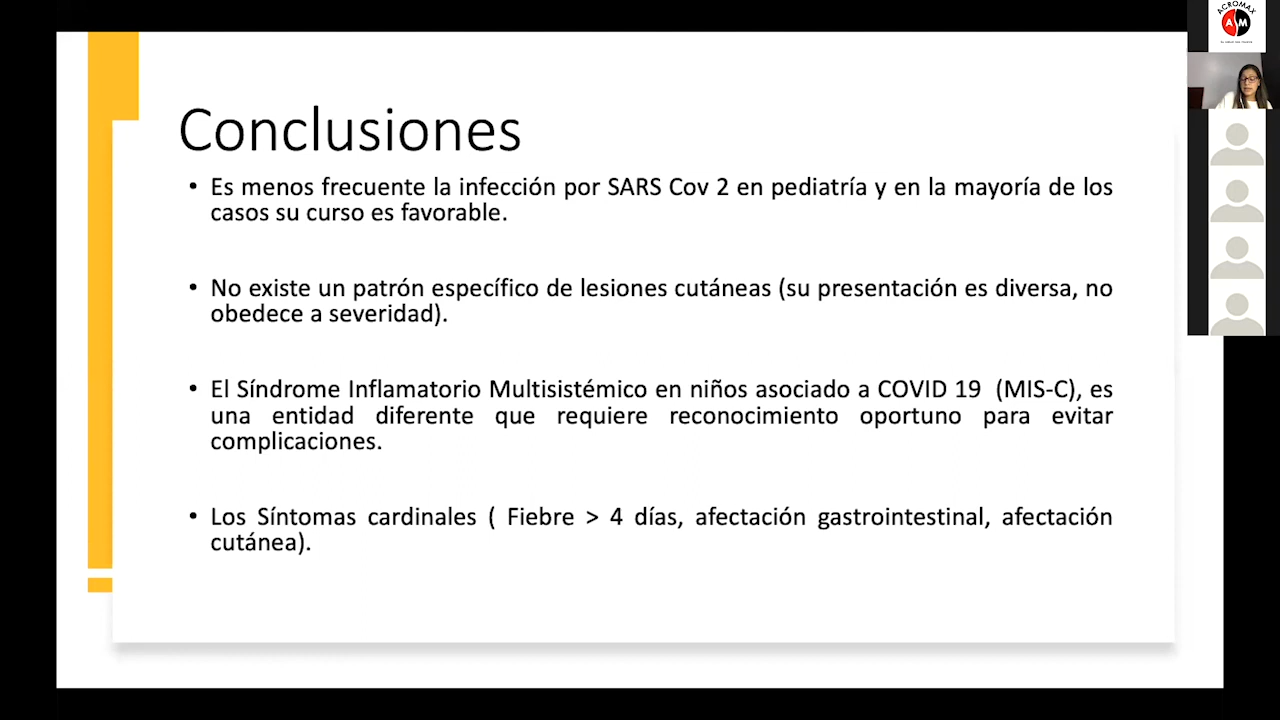 Conclusiones
• Es menos frecuente la infección por SARS Cov 2 en pediatría y en la mayoría de los
casos su curso es favorable.
• No existe un patrón específico de lesiones cutáneas (su presentación es diversa, no
obedece a severidad).
• El Síndrome Inflamatorio Multisistémico en niños asociado a COVID 19 (MIS-C), es
una entidad diferente que requiere reconocimiento oportuno para evitar
complicaciones.
• Los Síntomas cardinales ( Fiebre > 4 días, afectación gastrointestinal, afectación
cutánea).
ACROMAX
ASM